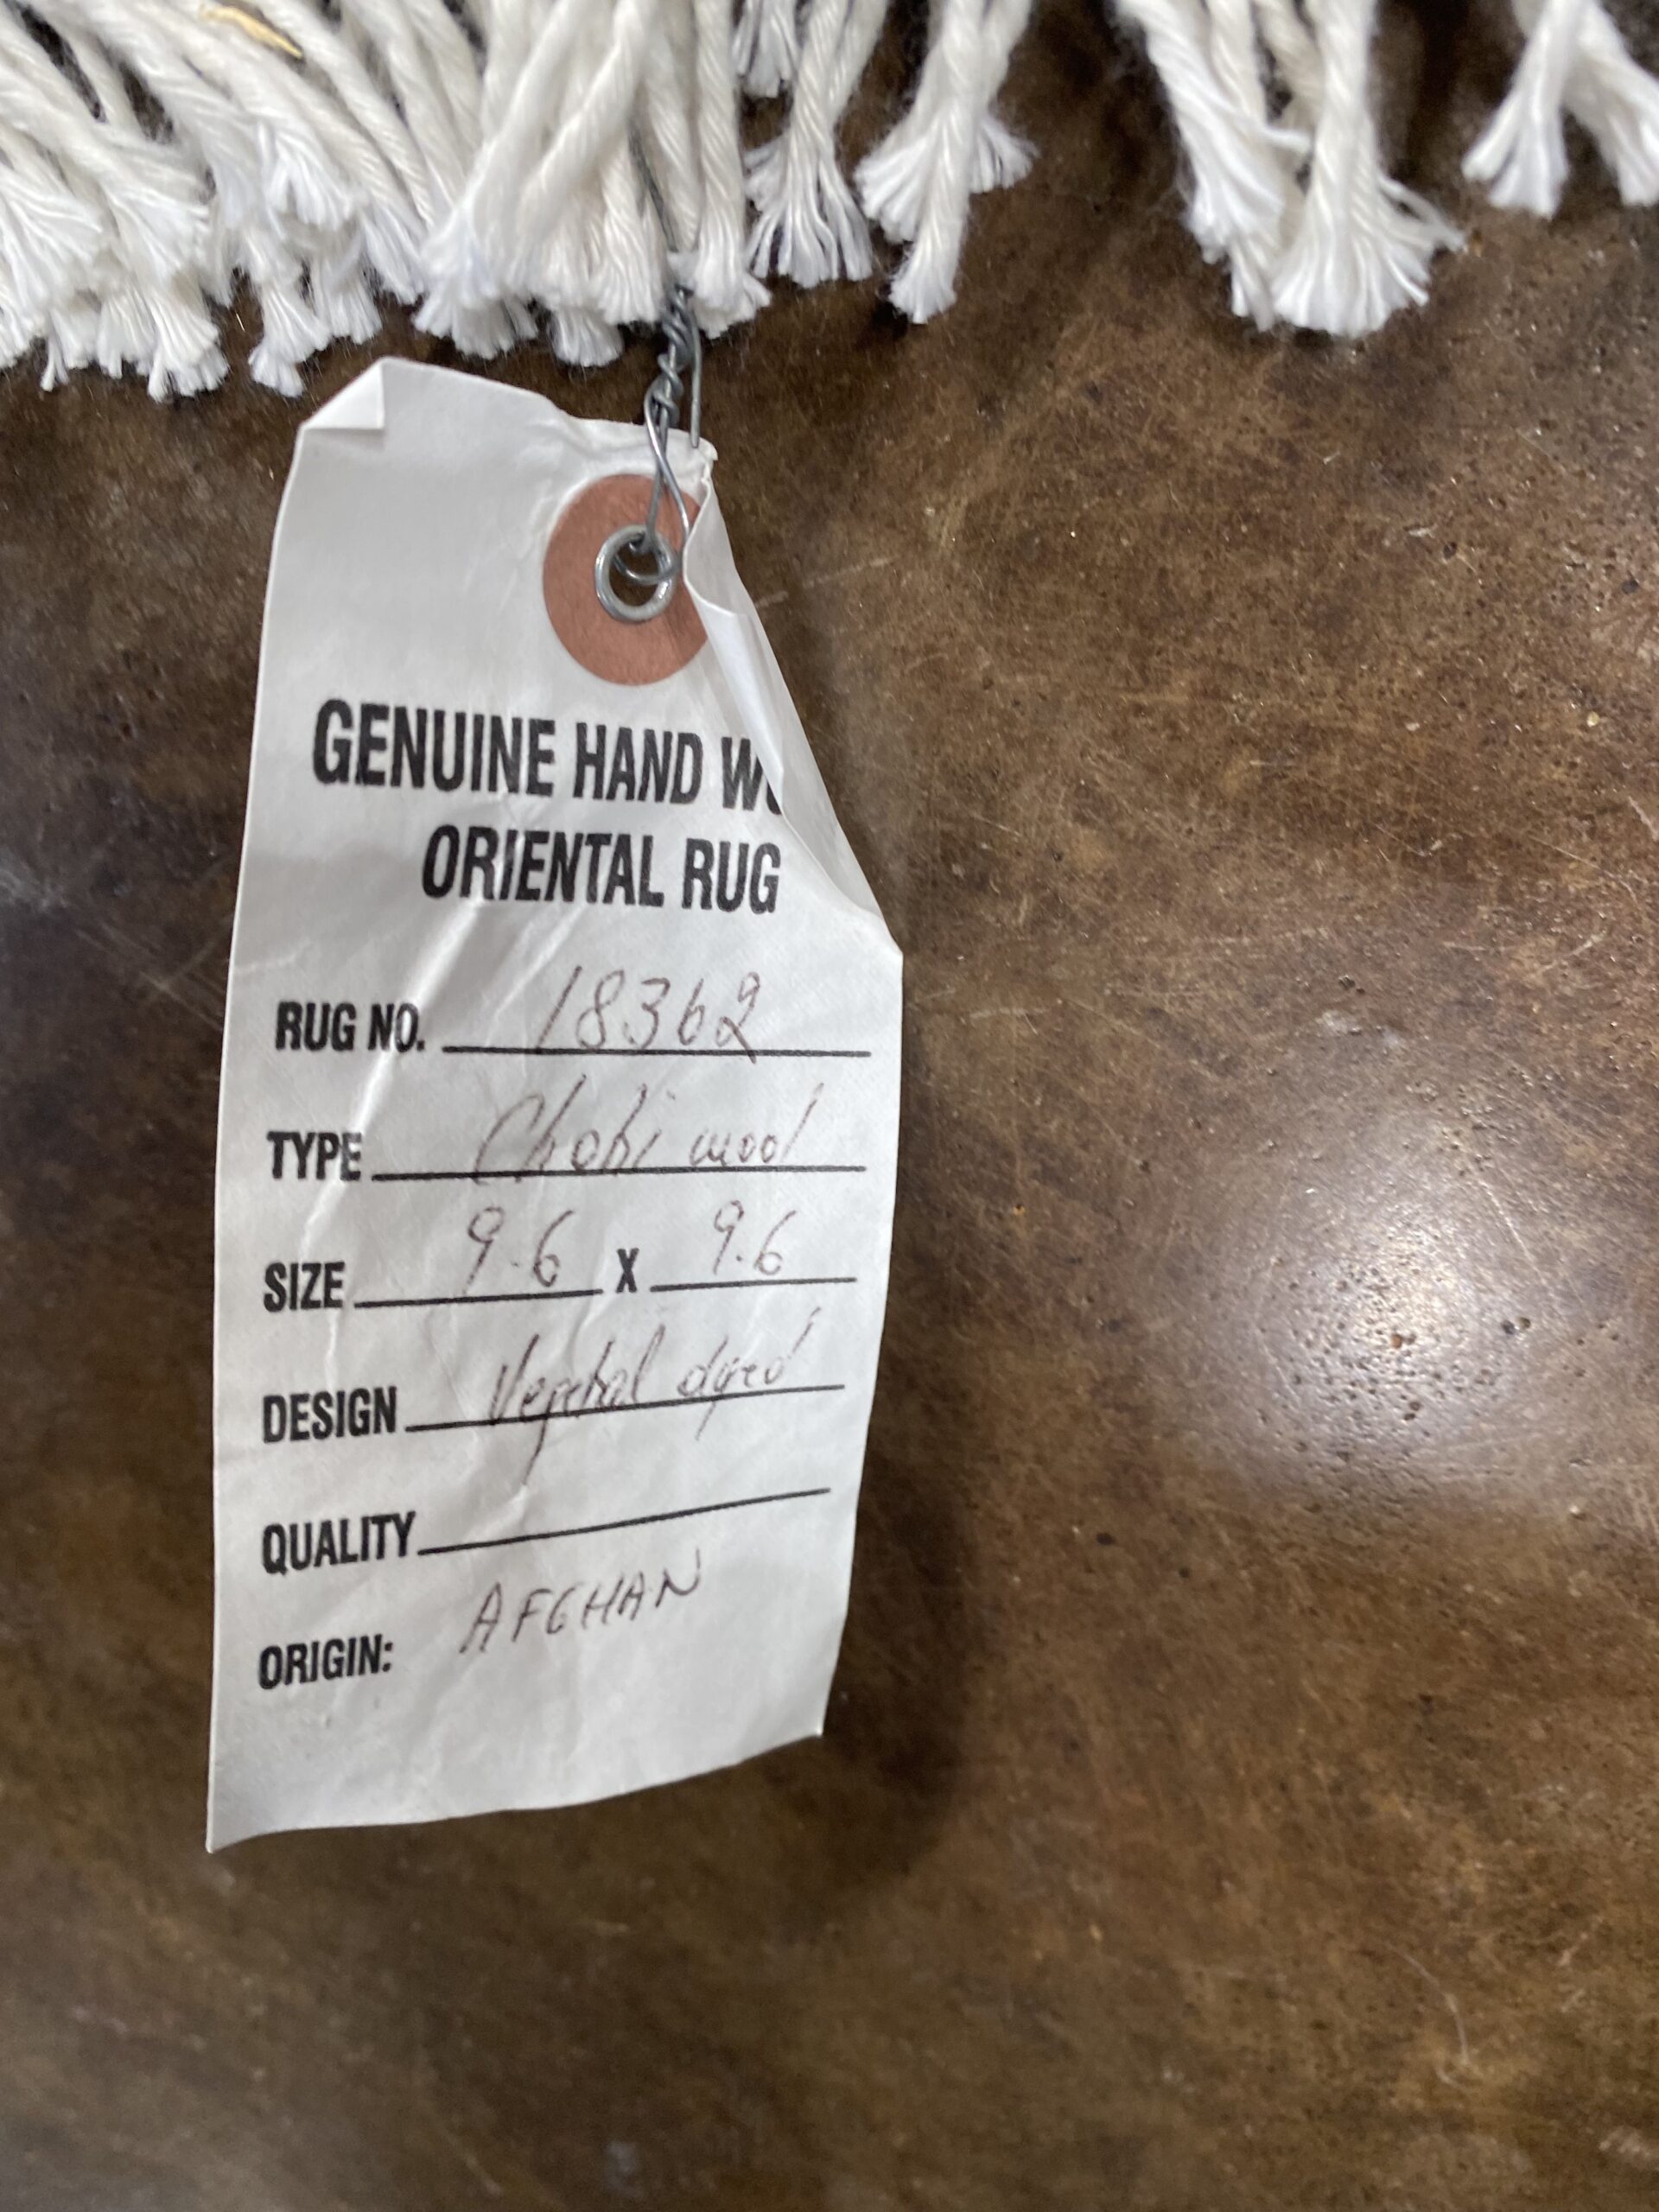 GENUINE HAND
ORIENTAL RUG
RUG NO. 18362
TYPE Chobi wool
SIZE 9.6 X 9.6
DESIGN Vegetal dyed
QUALITY
ORIGIN: AFGHAN